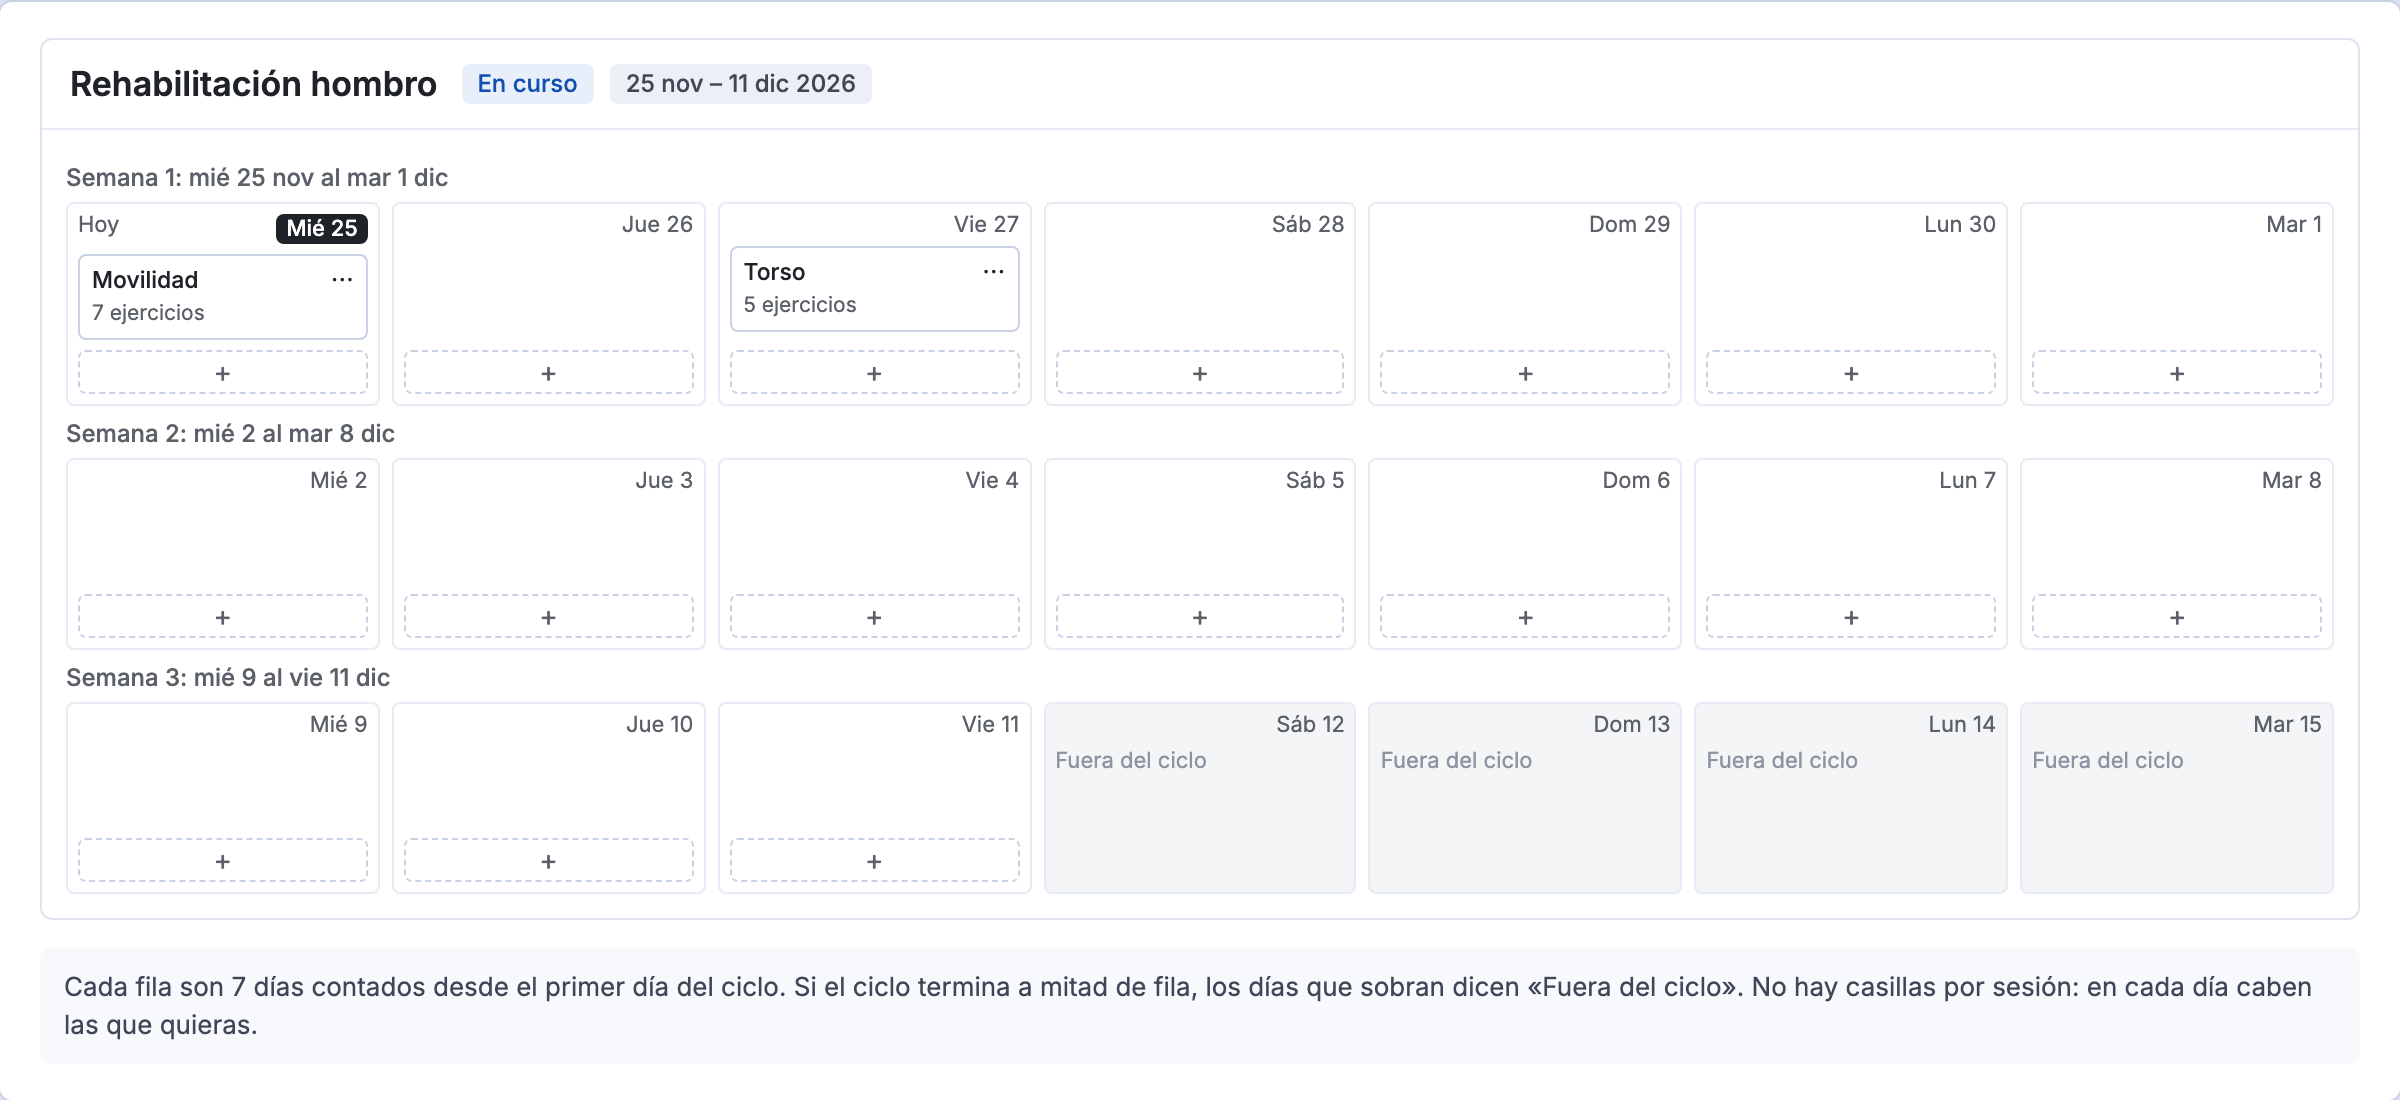 Rehabilitación hombro En curso 25 nov – 11 dic 2026
Semana 1: mié 25 nov al mar 1 dic
Hoy Mié 25 Jue 26 Vie 27 Sáb 28 Dom 29 Lun 30 Mar 1
Movilidad ··· Torso ···
7 ejercicios 5 ejercicios
+ + + + + + +
Semana 2: mié 2 al mar 8 dic
Mié 2 Jue 3 Vie 4 Sáb 5 Dom 6 Lun 7 Mar 8
+ + + + + + +
Semana 3: mié 9 al vie 11 dic
Mié 9 Jue 10 Vie 11 Sáb 12 Dom 13 Lun 14 Mar 15
Fuera del ciclo Fuera del ciclo Fuera del ciclo Fuera del ciclo
+ + +
Cada fila son 7 días contados desde el primer día del ciclo. Si el ciclo termina a mitad de fila, los días que sobran dicen «Fuera del ciclo». No hay casillas por sesión: en cada día caben
las que quieras.